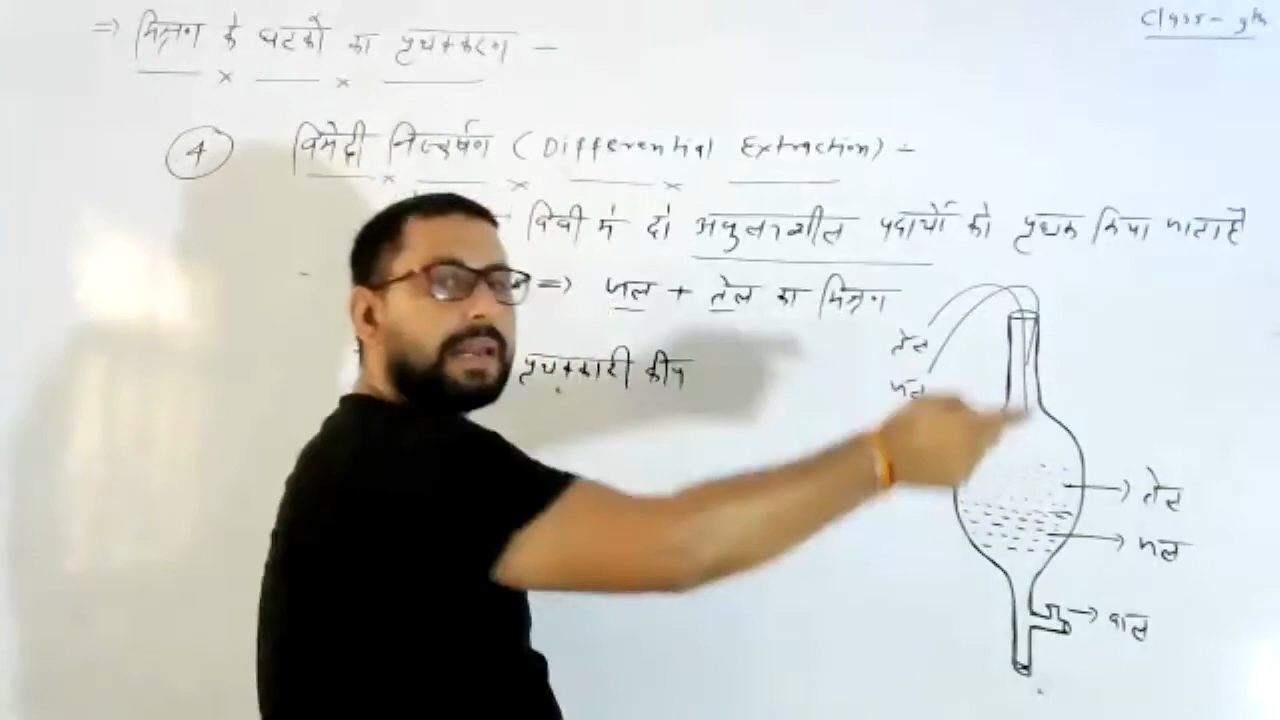 Class - 9th
⇒ मिश्रण के घटकों का पृथक्करण –
④ विभेदी निष्कर्षण (Differential Extraction) –
विधी में दो अघुलनशील पदार्थों को पृथक किया जाता है
=> जल + तेल का मिश्रण
पृथक्कारी कीप
तेल
जल
→ तेल
→ जल
→ वाल